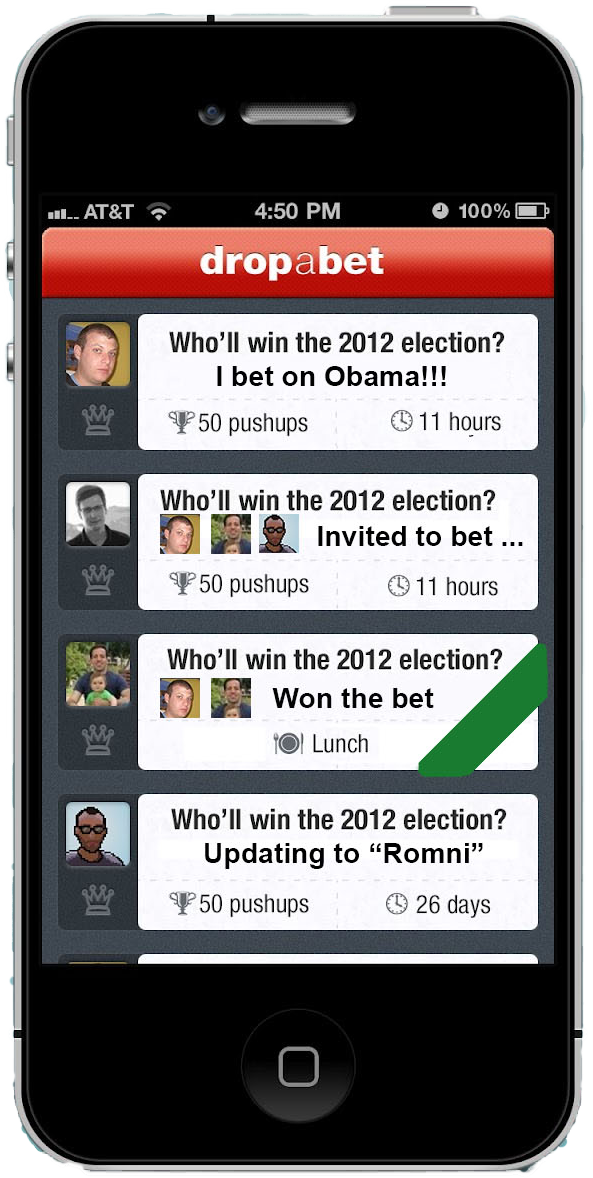 AT&T 4:50 PM 100%
dropabet
Who'll win the 2012 election?
I bet on Obama!!!
50 pushups 11 hours
Who'll win the 2012 election?
Invited to bet ...
50 pushups 11 hours
Who'll win the 2012 election?
Won the bet
Lunch
Who'll win the 2012 election?
Updating to “Romni”
50 pushups 26 days